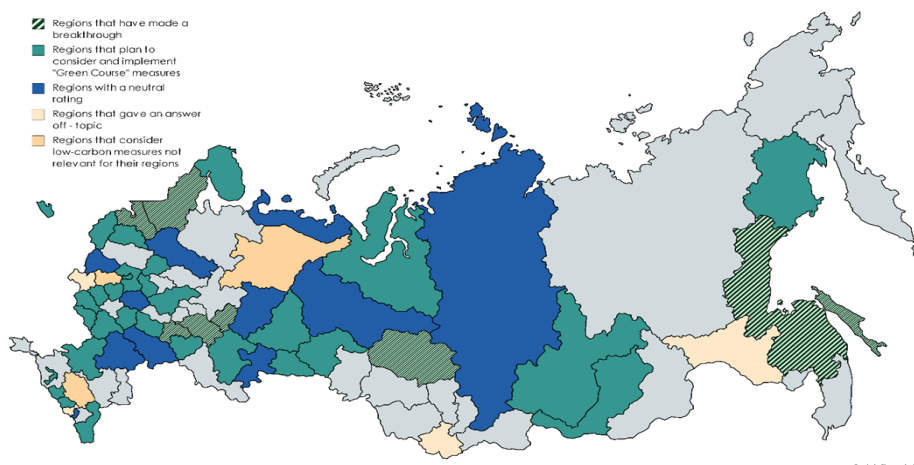 Regions that have made a
breakthrough
Regions that plan to
consider and implement
"Green Course" measures
Regions with a neutral
rating
Regions that gave an answer
off - topic
Regions that consider
low-carbon measures not
relevant for their regions